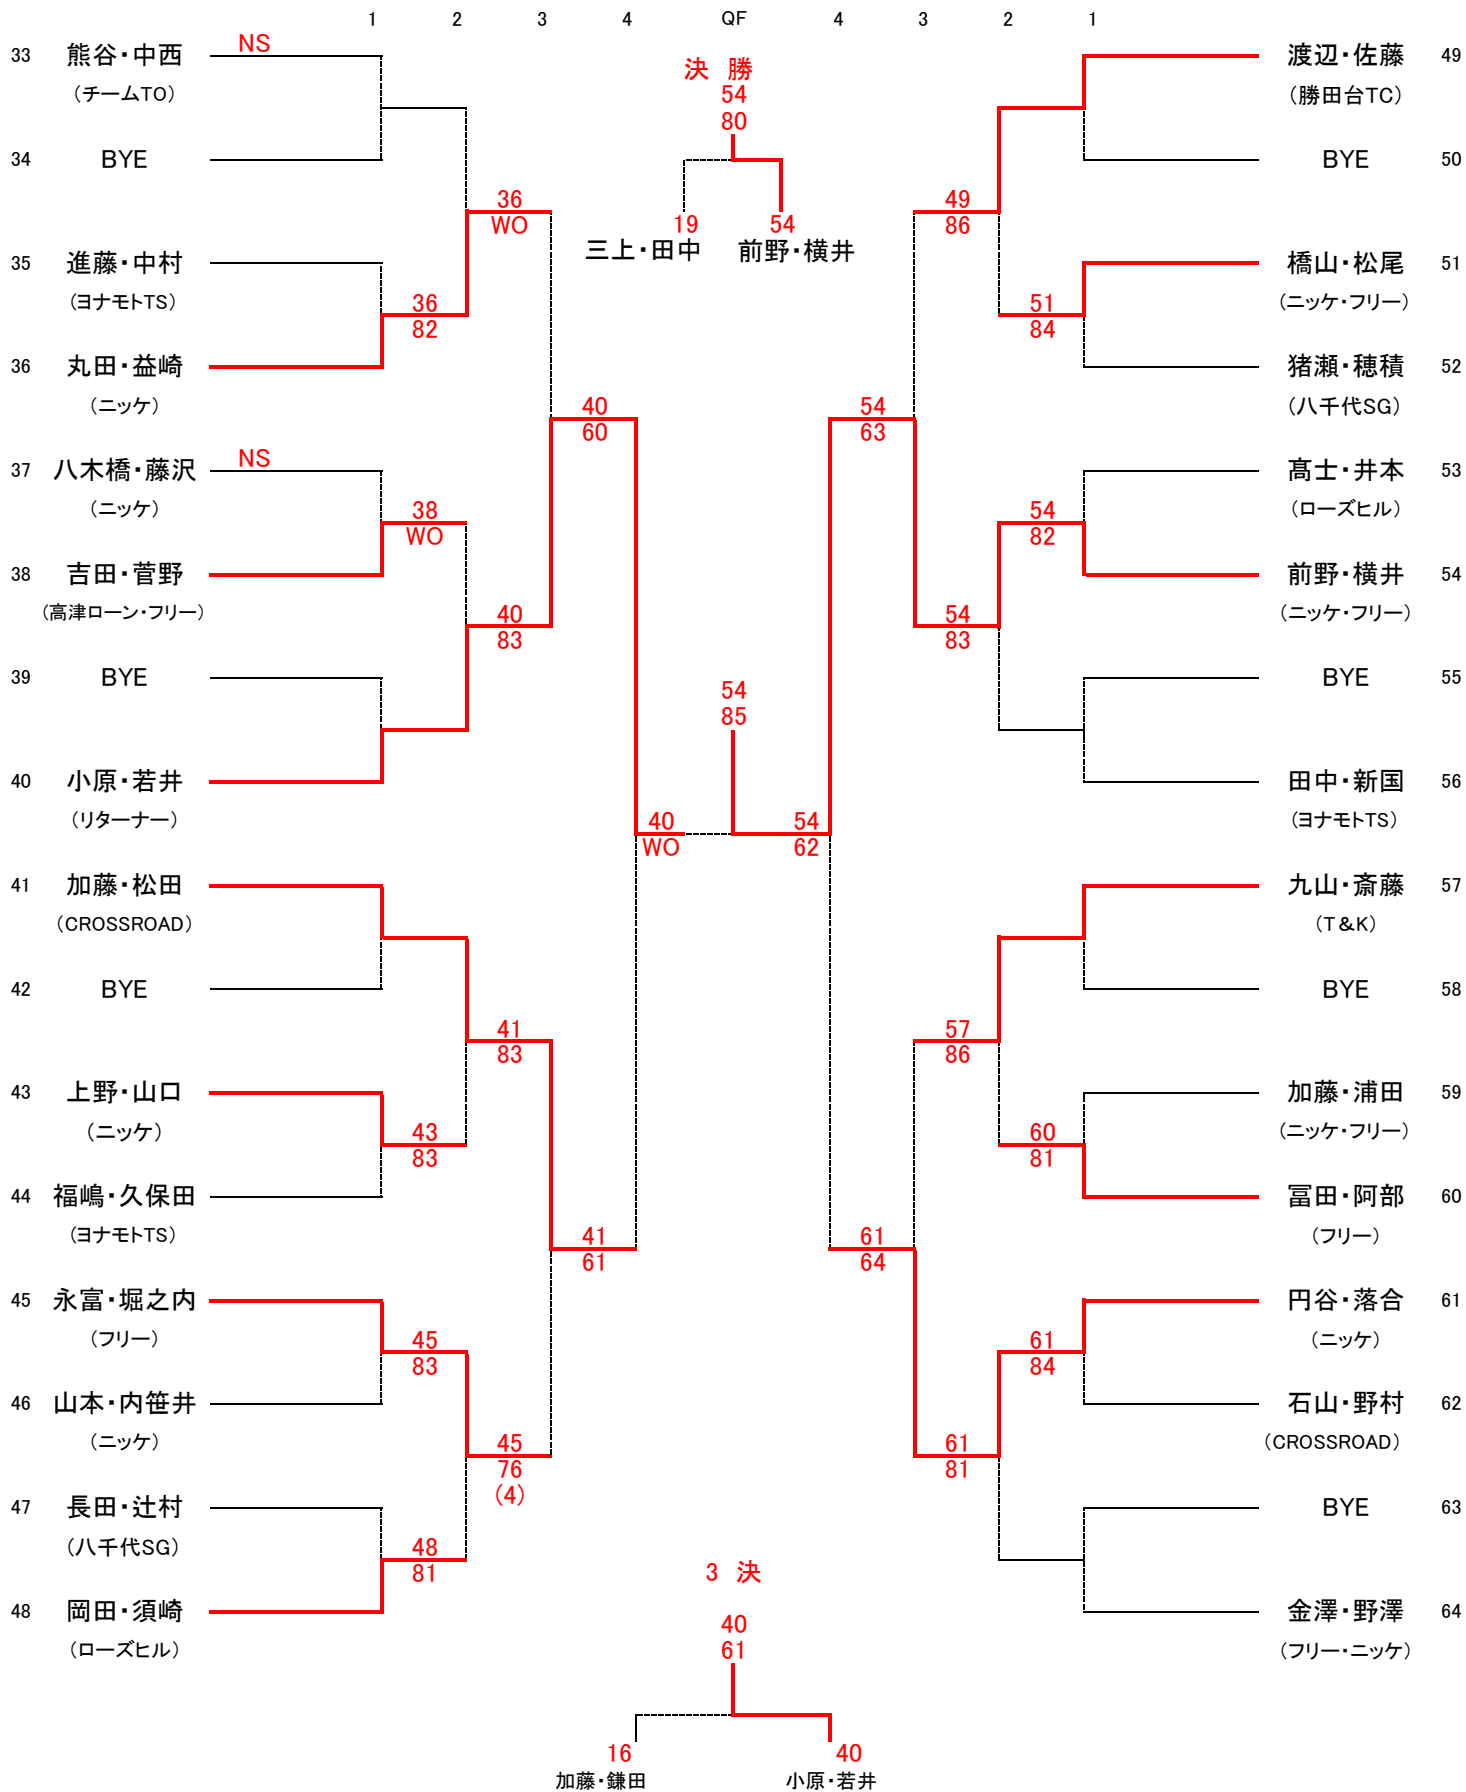 1 2 3 4 QF 4 3 2 1
33 熊谷・中西 NS
(チームTO)
34 BYE
36
WO
35 進藤・中村
(ヨナモトTS)
36
82
36 丸田・益崎
(ニッケ)
40
60
37 八木橋・藤沢 NS
(ニッケ)
38
WO
38 吉田・菅野
(高津ローン・フリー)
40
83
39 BYE
40 小原・若井
(リターナー)
40
WO
41 加藤・松田
(CROSSROAD)
42 BYE
41
83
43 上野・山口
(ニッケ)
43
83
44 福嶋・久保田
(ヨナモトTS)
41
61
45 永富・堀之内
(フリー)
45
83
46 山本・内笹井
(ニッケ)
45
76
(4)
47 長田・辻村
(八千代SG)
48
81
48 岡田・須崎
(ローズヒル)
決 勝
54
80
19 54
三上・田中 前野・横井
54
85
3 決
40
61
16 40
加藤・鎌田 小原・若井
渡辺・佐藤 49
(勝田台TC)
BYE 50
49
86
橋山・松尾 51
(ニッケ・フリー)
51
84
猪瀬・穂積 52
(八千代SG)
54
63
髙士・井本 53
(ローズヒル)
54
82
前野・横井 54
(ニッケ・フリー)
54
83
BYE 55
田中・新国 56
(ヨナモトTS)
54
62
九山・斎藤 57
(T&K)
BYE 58
57
86
加藤・浦田 59
(ニッケ・フリー)
60
81
冨田・阿部 60
(フリー)
61
64
円谷・落合 61
(ニッケ)
61
84
石山・野村 62
(CROSSROAD)
61
81
BYE 63
金澤・野澤 64
(フリー・ニッケ)